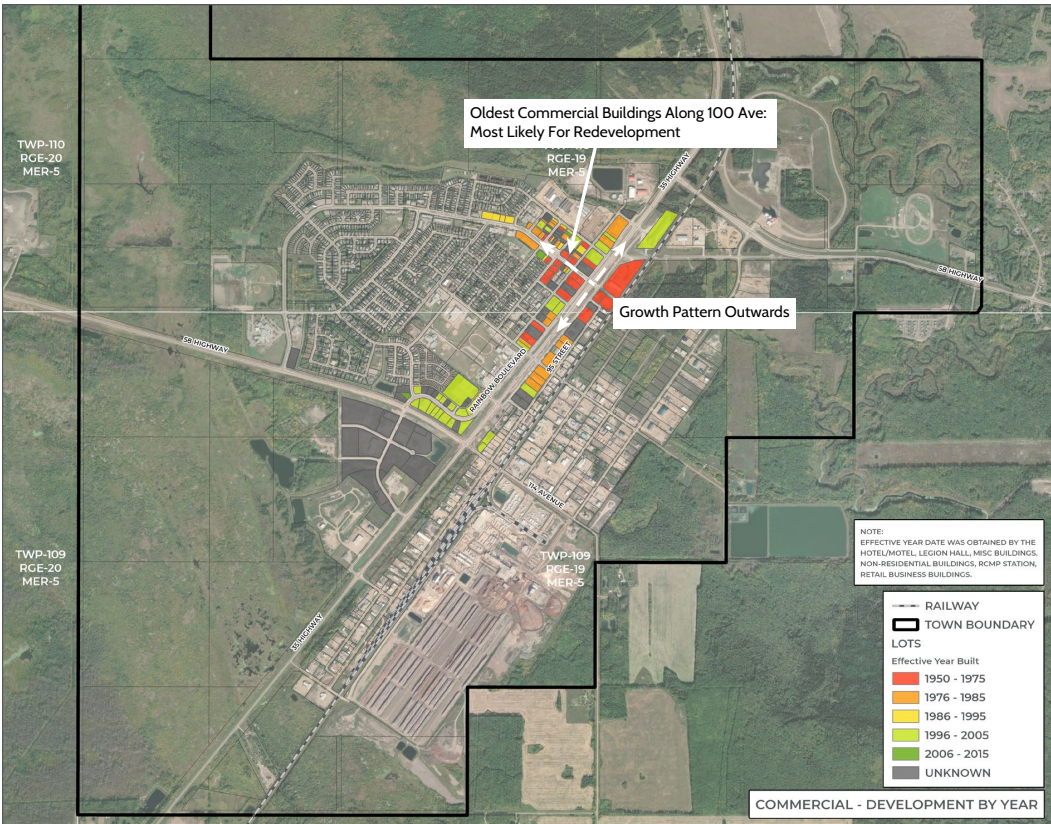 Oldest Commercial Buildings Along 100 Ave:
Most Likely For Redevelopment
TWP-110
RGE-20
MER-5
RGE-19
MER-5
35 HIGHWAY
58 HIGHWAY
Growth Pattern Outwards
58 HIGHWAY
RAINBOW BOULEVARD
95 STREET
114 AVENUE
TWP-109
RGE-20
MER-5
TWP-109
RGE-19
MER-5
35 HIGHWAY
NOTE:
EFFECTIVE YEAR DATE WAS OBTAINED BY THE
HOTEL/MOTEL, LEGION HALL, MISC BUILDINGS,
NON-RESIDENTIAL BUILDINGS, RCMP STATION,
RETAIL BUSINESS BUILDINGS.
RAILWAY
TOWN BOUNDARY
LOTS
Effective Year Built
1950 - 1975
1976 - 1985
1986 - 1995
1996 - 2005
2006 - 2015
UNKNOWN
COMMERCIAL - DEVELOPMENT BY YEAR